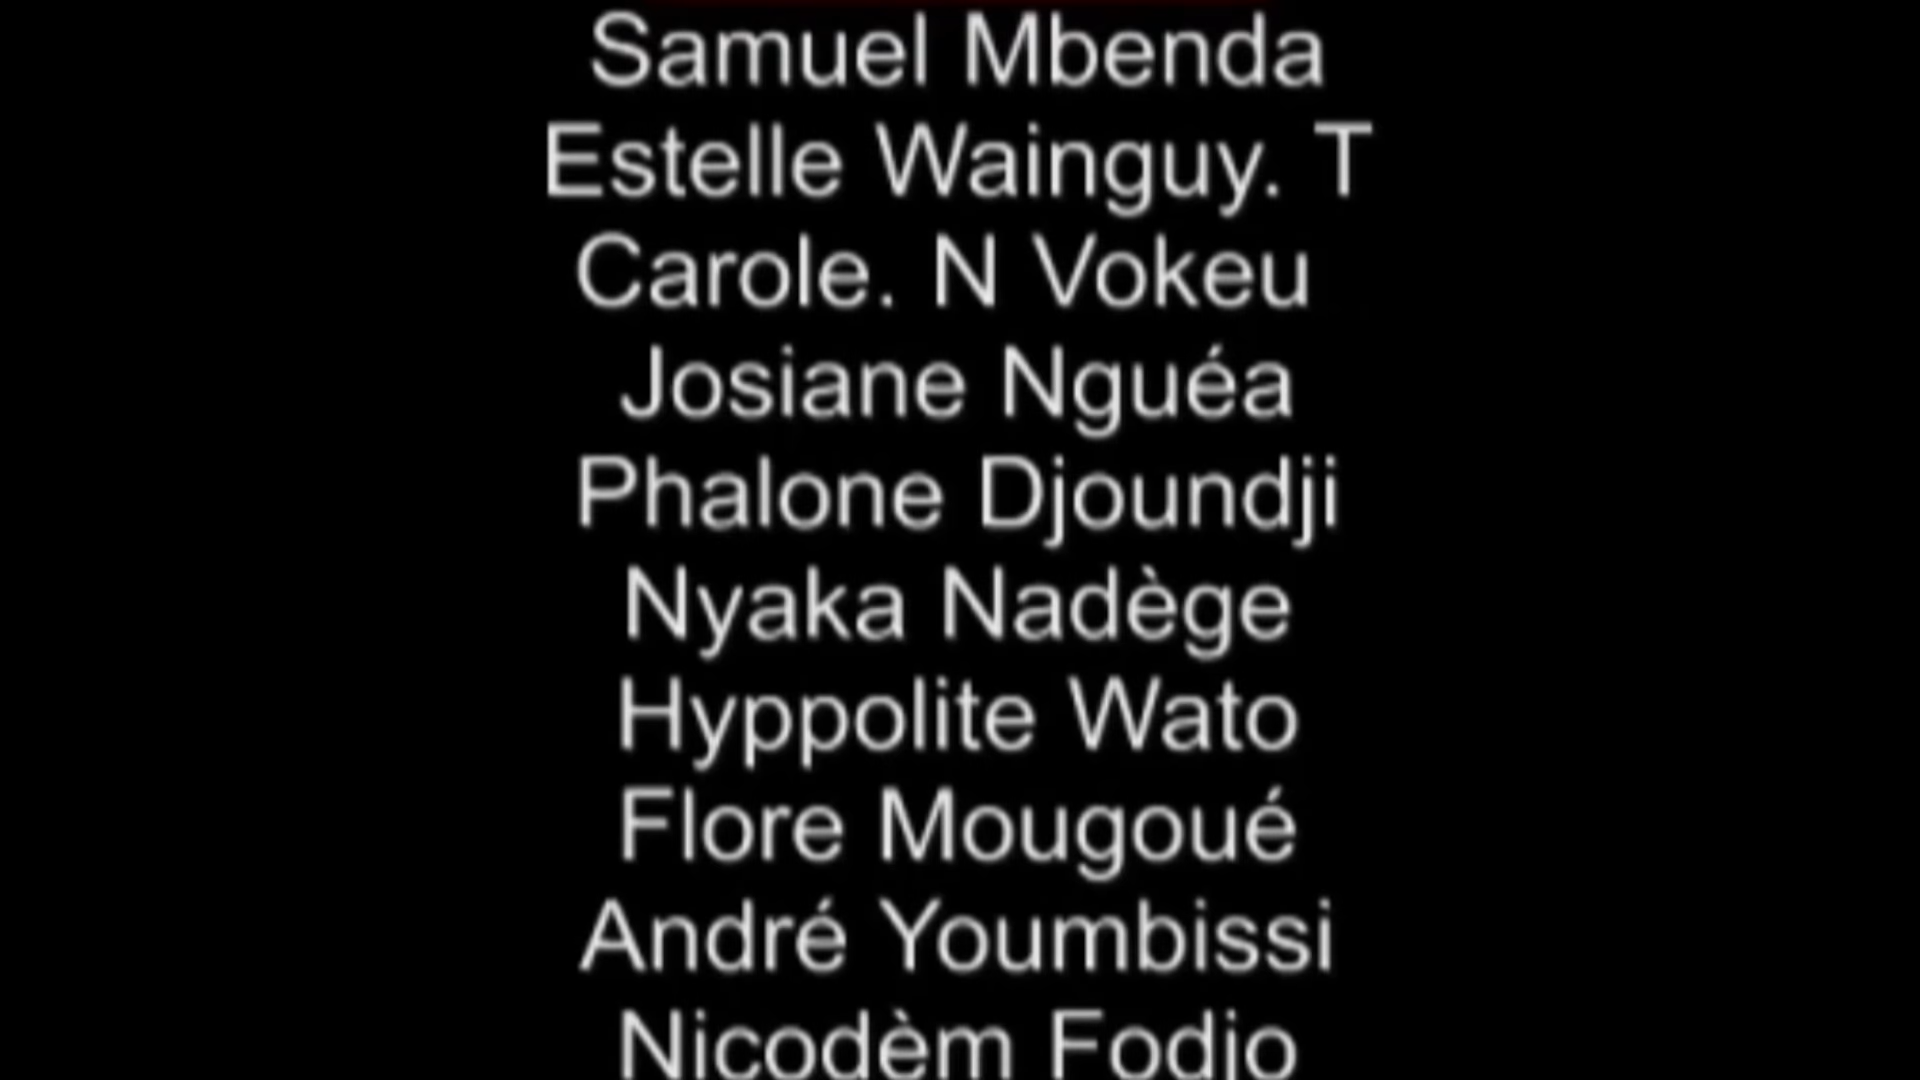 Samuel Mbenda
Estelle Wainguy. T
Carole. N Vokeu
Josiane Nguéa
Phalone Djoundji
Nyaka Nadège
Hyppolite Wato
Flore Mougoué
André Youmbissi
Nicodèm Fodjo